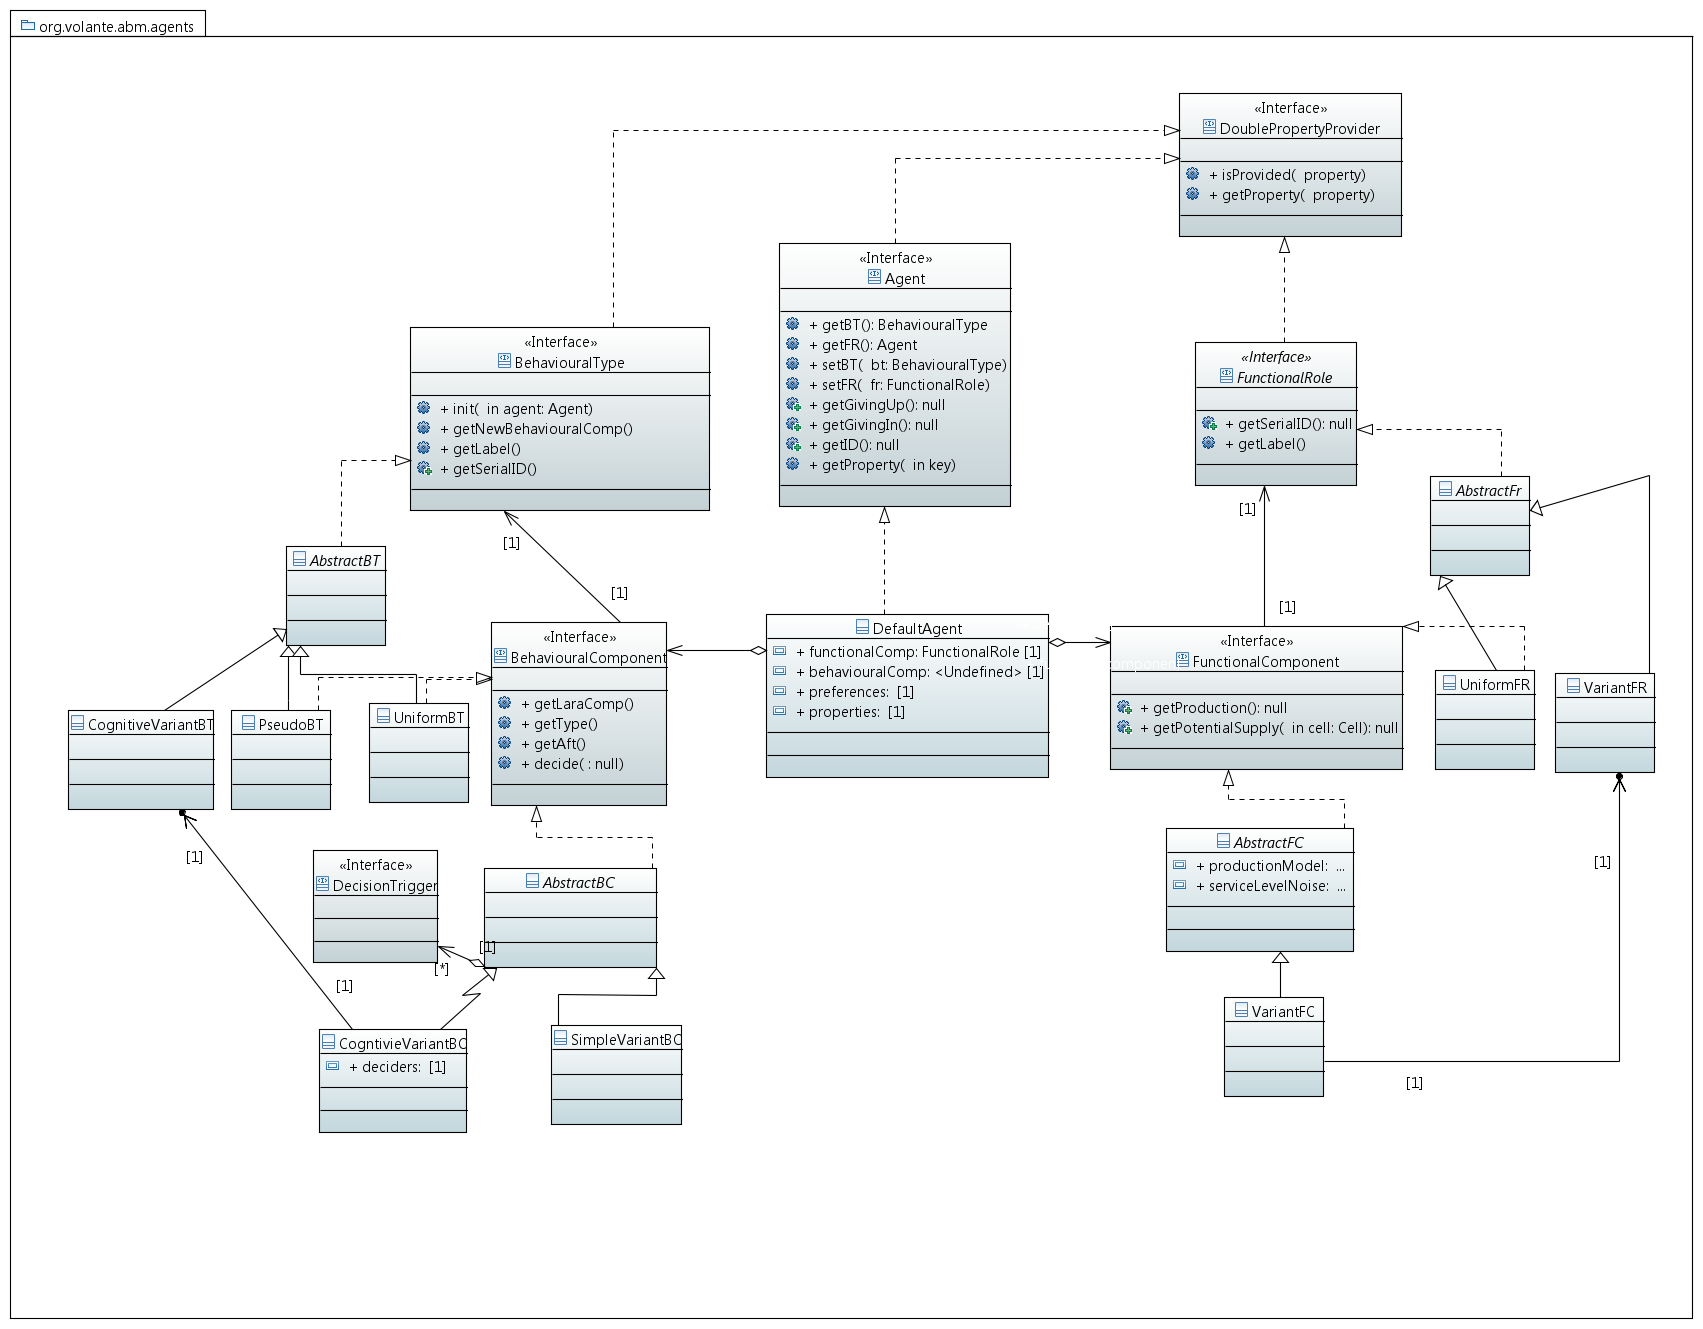 org.volante.abm.agents
«Interface»
DoublePropertyProvider
+ isProvided(  property)
+ getProperty(  property)
«Interface»
Agent
+ getBT(): BehaviouralType
+ getFR(): Agent
+ setBT(  bt: BehaviouralType)
+ setFR(  fr: FunctionalRole)
+ getGivingUp(): null
+ getGivingIn(): null
+ getID(): null
+ getProperty(  in key)
«Interface»
BehaviouralType
+ init(  in agent: Agent)
+ getNewBehaviouralComp()
+ getLabel()
+ getSerialID()
«Interface»
FunctionalRole
+ getSerialID(): null
+ getLabel()
AbstractFr
[1]
[1]
AbstractBT
[1]
[1]
«Interface»
BehaviouralComponent
+ getLaraComp()
+ getType()
+ getAft()
+ decide( : null)
DefaultAgent
+ functionalComp: FunctionalRole [1]
+ behaviouralComp: <Undefined> [1]
+ preferences:  [1]
+ properties:  [1]
«Interface»
FunctionalComponent
component
+ getProduction(): null
+ getPotentialSupply(  in cell: Cell): null
UniformFR
VariantFR
CognitiveVariantBT
PseudoBT
UniformBT
[1]
«Interface»
DecisionTrigger
AbstractBC
[1]
[*]
AbstractFC
+ productionModel:  ...
+ serviceLevelNoise:  ...
[1]
[1]
CogntivieVariantBC
+ deciders:  [1]
SimpleVariantBC
VariantFC
[1]